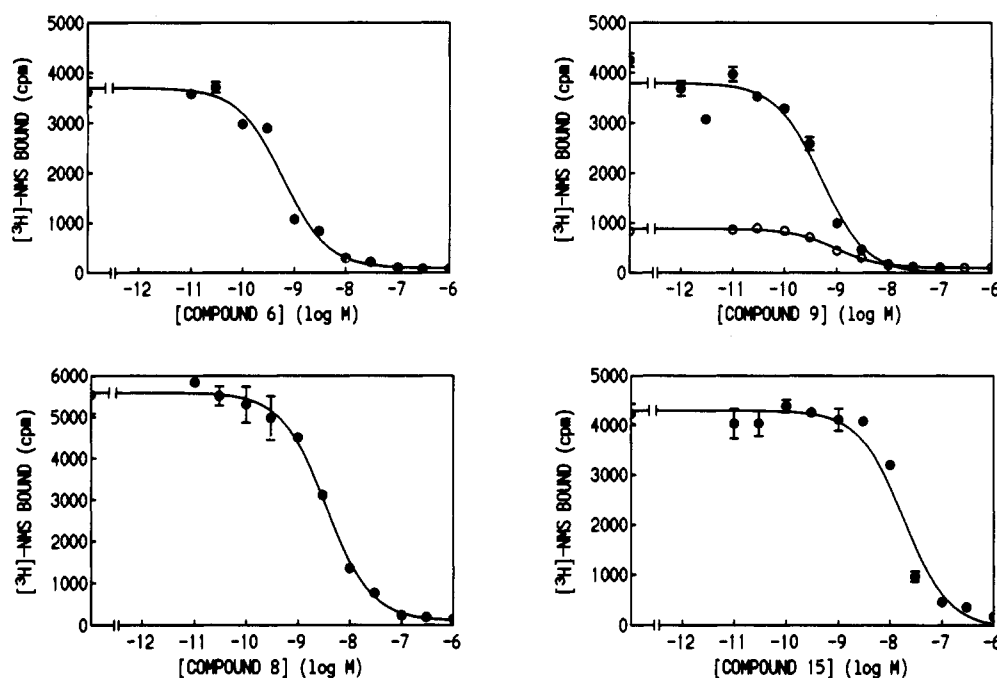 5000
4000
3000
2000
1000
0
[³H]-NMS BOUND (cpm)
-12 -11 -10 -9 -8 -7 -6
[COMPOUND 6] (log M)
5000
4000
3000
2000
1000
0
[³H]-NMS BOUND (cpm)
-12 -11 -10 -9 -8 -7 -6
[COMPOUND 9] (log M)
6000
5000
4000
3000
2000
1000
0
[³H]-NMS BOUND (cpm)
-12 -11 -10 -9 -8 -7 -6
[COMPOUND 8] (log M)
5000
4000
3000
2000
1000
0
[³H]-NMS BOUND (cpm)
-12 -11 -10 -9 -8 -7 -6
[COMPOUND 15] (log M)